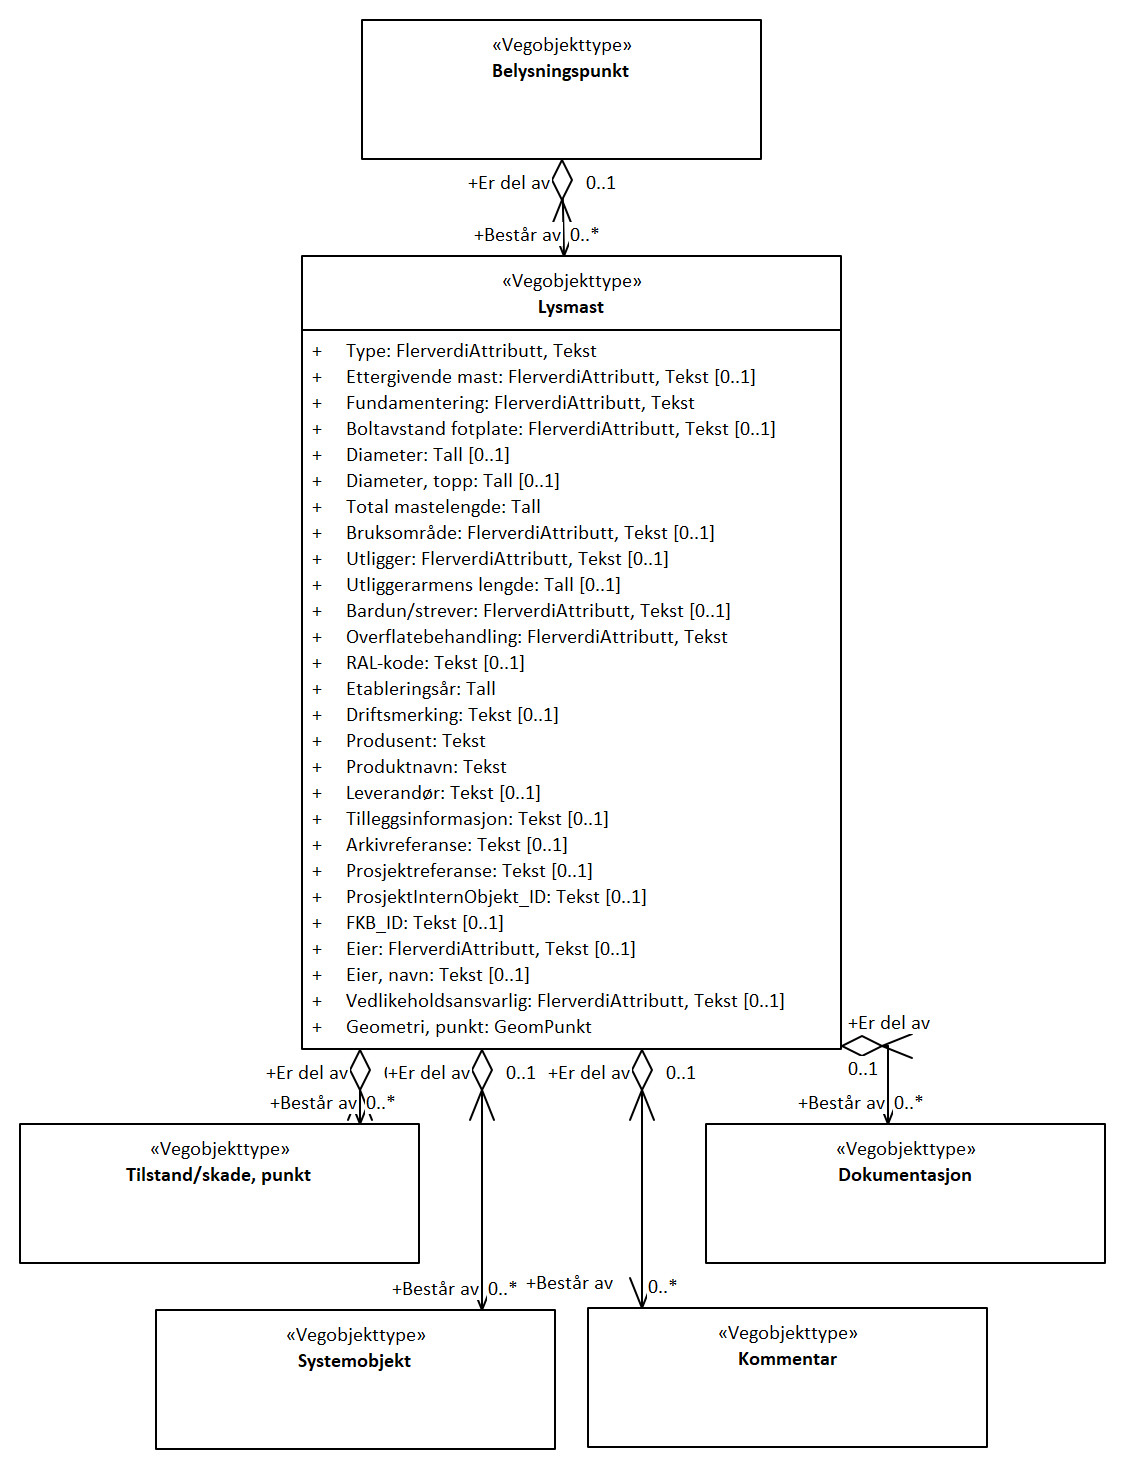 «Vegobjekttype»
Belysningspunkt
+Er del av 0..1
+Består av 0..*
«Vegobjekttype»
Lysmast
+ Type: FlerverdiAttributt, Tekst
+ Ettergivende mast: FlerverdiAttributt, Tekst [0..1]
+ Fundamentering: FlerverdiAttributt, Tekst
+ Boltavstand fotplate: FlerverdiAttributt, Tekst [0..1]
+ Diameter: Tall [0..1]
+ Diameter, topp: Tall [0..1]
+ Total mastelengde: Tall
+ Bruksområde: FlerverdiAttributt, Tekst [0..1]
+ Utligger: FlerverdiAttributt, Tekst [0..1]
+ Utliggerarmens lengde: Tall [0..1]
+ Bardun/strever: FlerverdiAttributt, Tekst [0..1]
+ Overflatebehandling: FlerverdiAttributt, Tekst
+ RAL-kode: Tekst [0..1]
+ Etableringsår: Tall
+ Driftsmerking: Tekst [0..1]
+ Produsent: Tekst
+ Produktnavn: Tekst
+ Leverandør: Tekst [0..1]
+ Tilleggsinformasjon: Tekst [0..1]
+ Arkivreferanse: Tekst [0..1]
+ Prosjektreferanse: Tekst [0..1]
+ ProsjektInternObjekt_ID: Tekst [0..1]
+ FKB_ID: Tekst [0..1]
+ Eier: FlerverdiAttributt, Tekst [0..1]
+ Eier, navn: Tekst [0..1]
+ Vedlikeholdsansvarlig: FlerverdiAttributt, Tekst [0..1]
+ Geometri, punkt: GeomPunkt
+Er del av
0..1
+Er del av +Er del av 0..1 +Er del av 0..1
+Består av 0..* +Består av 0..*
«Vegobjekttype»
Tilstand/skade, punkt
«Vegobjekttype»
Dokumentasjon
+Består av 0..* +Består av 0..*
«Vegobjekttype»
Systemobjekt
«Vegobjekttype»
Kommentar